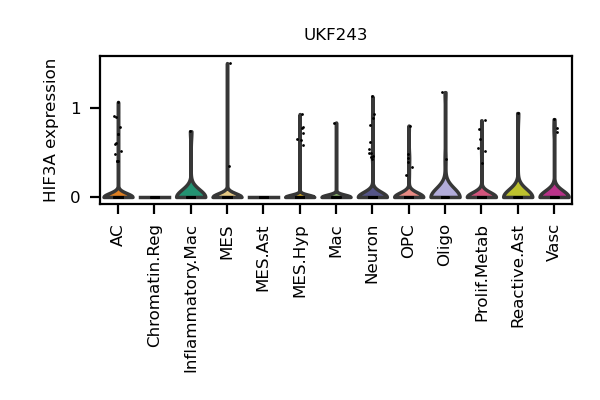 UKF243
HIF3A expression
1
0
AC
Chromatin.Reg
Inflammatory.Mac
MES
MES.Ast
MES.Hyp
Mac
Neuron
OPC
Oligo
Prolif.Metab
Reactive.Ast
Vasc